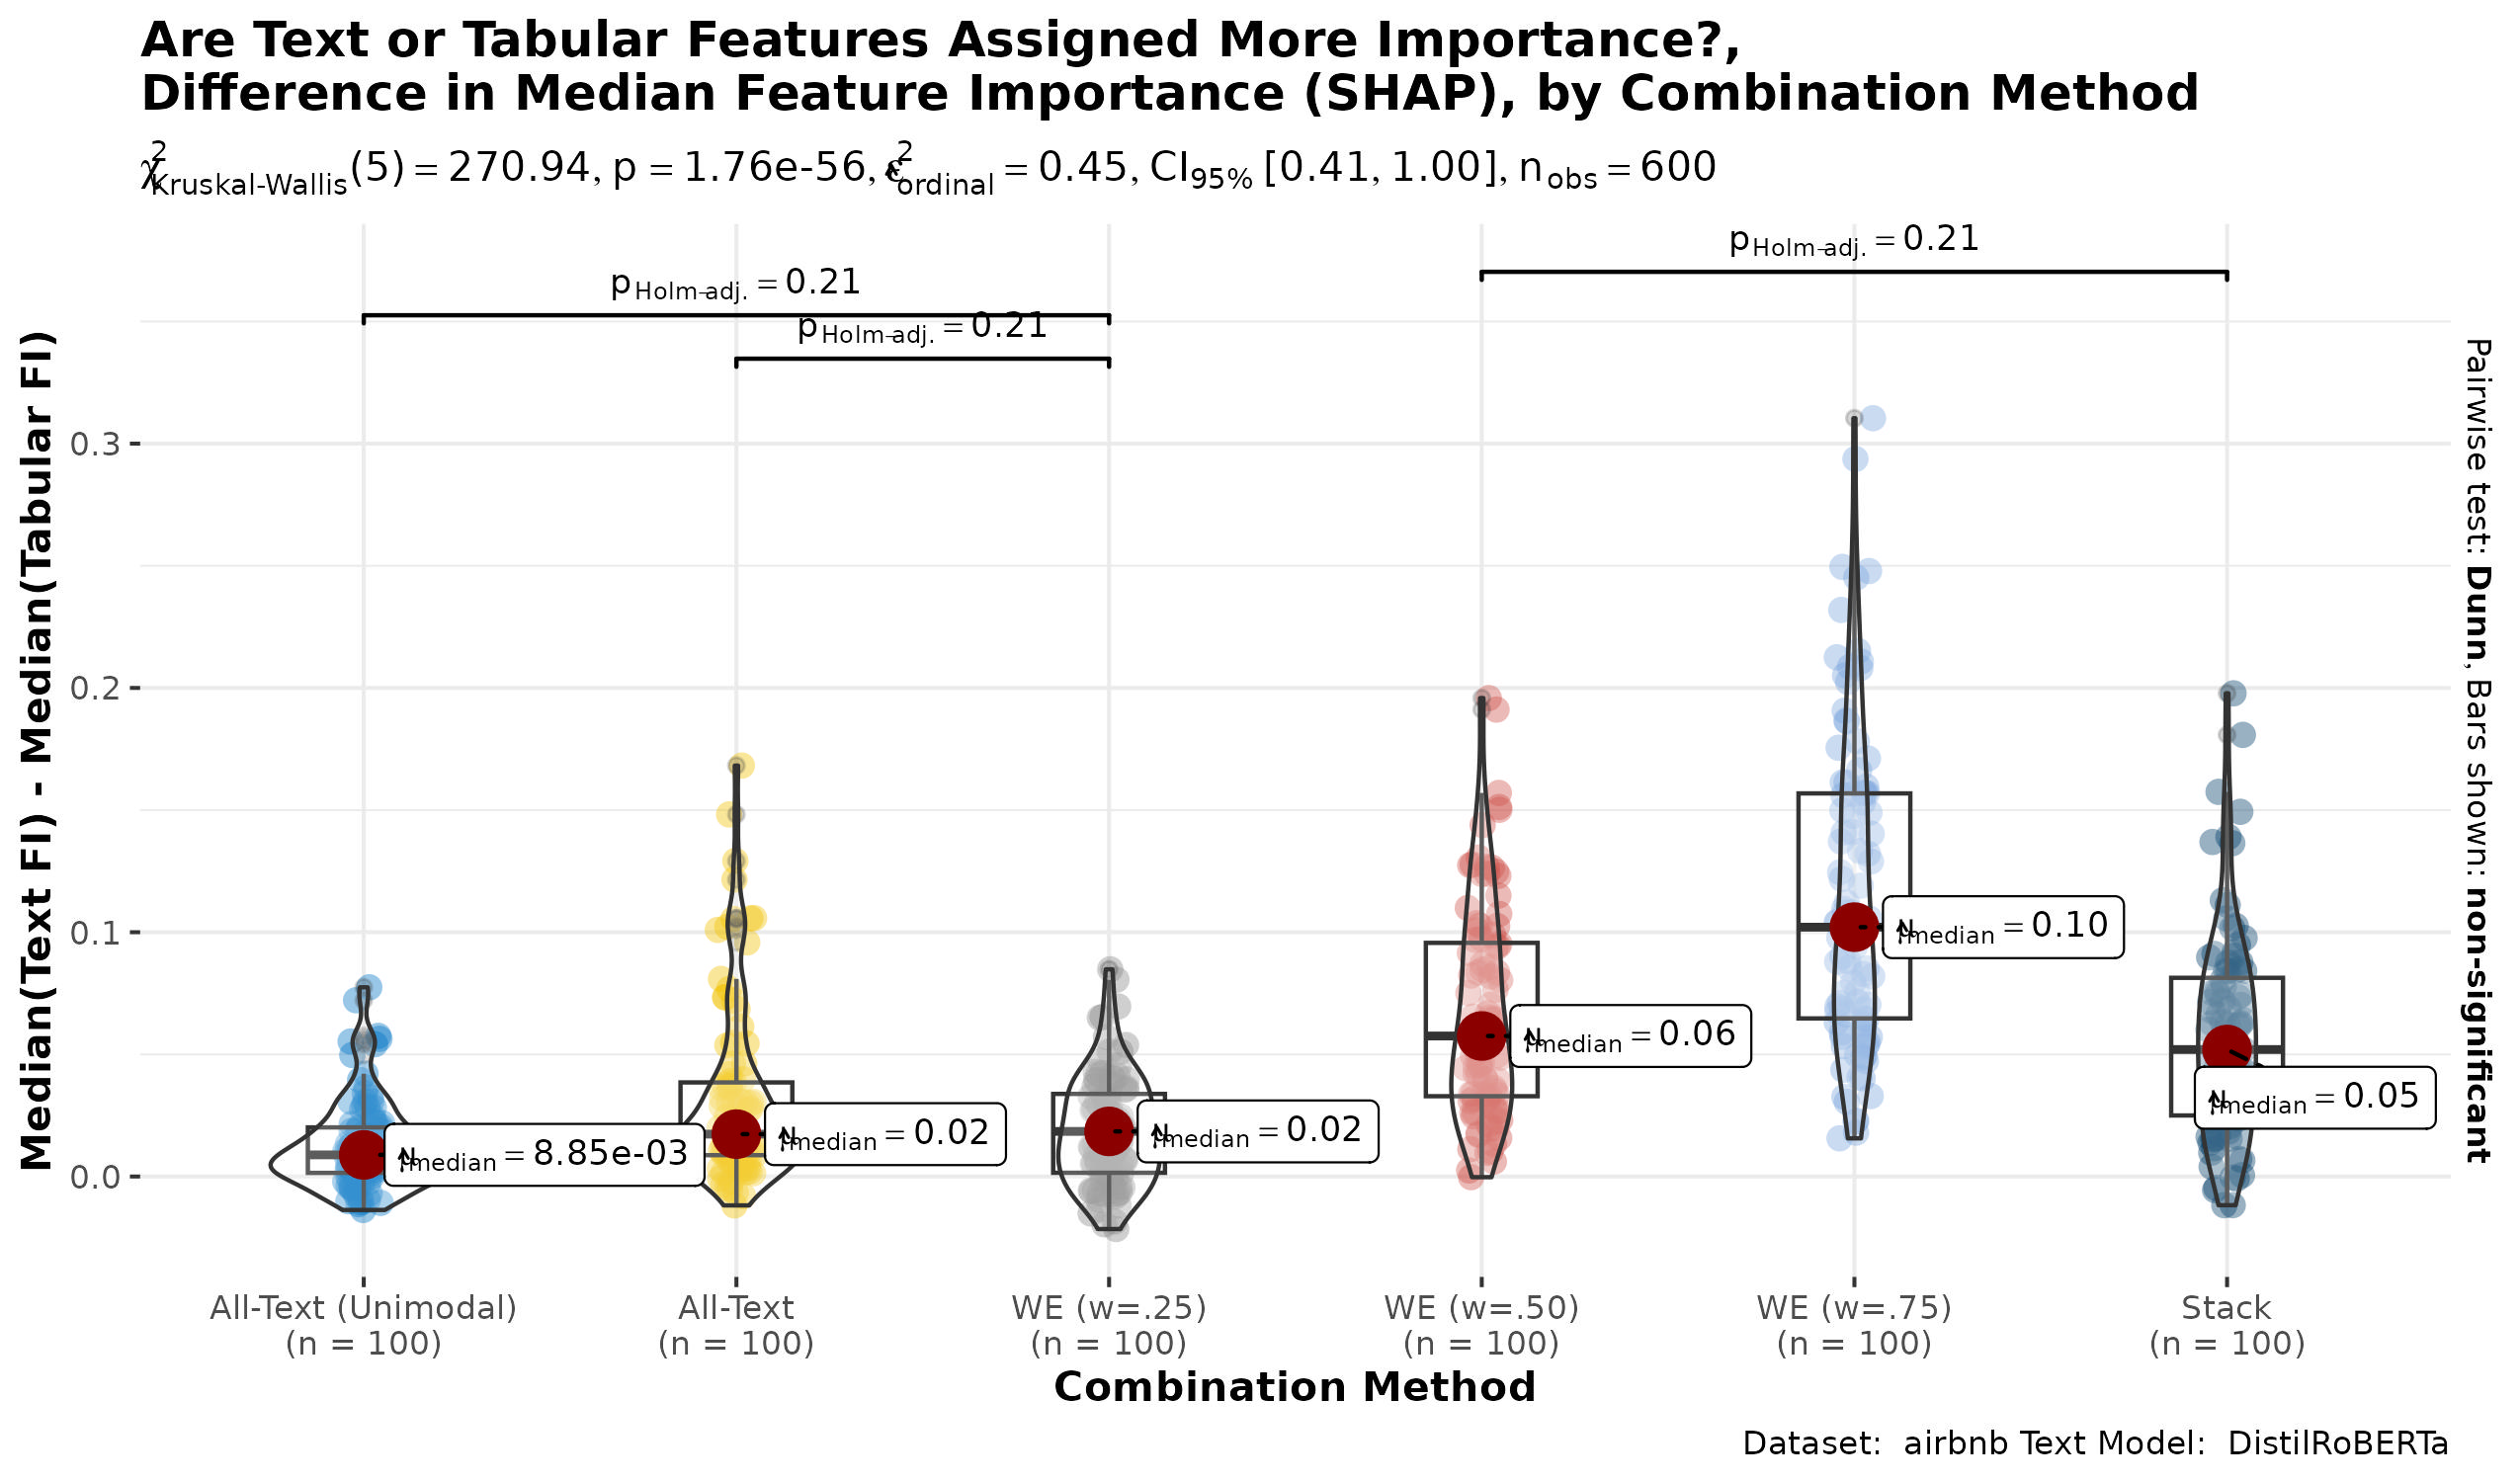 Are Text or Tabular Features Assigned More Importance?,
Difference in Median Feature Importance (SHAP), by Combination Method
χ²Kruskal-Wallis(5) = 270.94, p = 1.76e-56, ε²ordinal = 0.45, CI95% [0.41, 1.00], nobs = 600
pHolm-adj. = 0.21
pHolm-adj. = 0.21
pHolm-adj. = 0.21
Median(Text FI) - Median(Tabular FI)
0.3
0.2
0.1
0.0
μ̂median = 8.85e-03
μ̂median = 0.02
μ̂median = 0.02
μ̂median = 0.06
μ̂median = 0.10
μ̂median = 0.05
Pairwise test: Dunn, Bars shown: non-significant
All-Text (Unimodal)
(n = 100)
All-Text
(n = 100)
WE (w=.25)
(n = 100)
WE (w=.50)
(n = 100)
WE (w=.75)
(n = 100)
Stack
(n = 100)
Combination Method
Dataset:  airbnb Text Model:  DistilRoBERTa